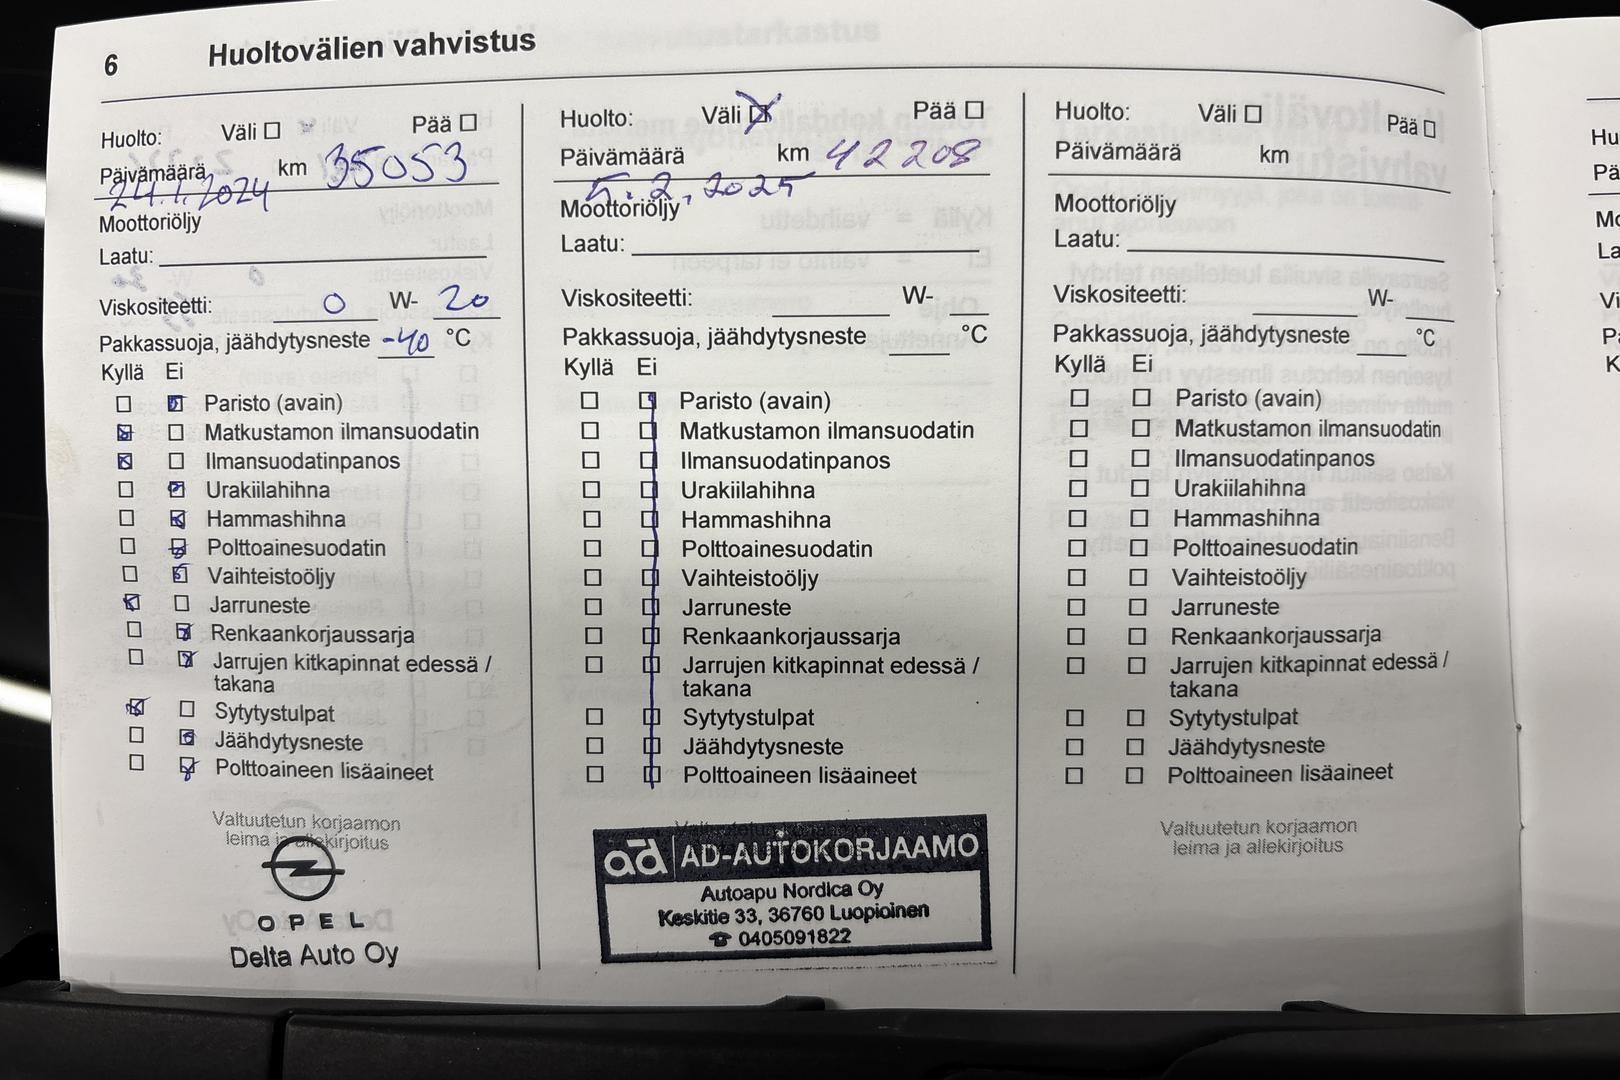 6 Huoltovälien vahvistus
Huolto: Väli ☐ Pää ☐
Päivämäärä km 35053
24.1.2024
Moottoriöljy
Laatu:
Viskositeetti: 0 W- 20
Pakkassuoja, jäähdytysneste -40 °C
Kyllä Ei
☐ ☒ Paristo (avain)
☒ ☐ Matkustamon ilmansuodatin
☒ ☐ Ilmansuodatinpanos
☐ ☒ Urakiilahihna
☐ ☒ Hammashihna
☐ ☒ Polttoainesuodatin
☐ ☒ Vaihteistoöljy
☒ ☐ Jarruneste
☐ ☒ Renkaankorjaussarja
☐ ☒ Jarrujen kitkapinnat edessä /
takana
☒ ☐ Sytytystulpat
☐ ☒ Jäähdytysneste
☐ ☒ Polttoaineen lisäaineet
Valtuutetun korjaamon
leima ja allekirjoitus
OPEL
Delta Auto Oy
Huolto: Väli ☒ Pää ☐
Päivämäärä km 42208
5.2.2025
Moottoriöljy
Laatu:
Viskositeetti: W-
Pakkassuoja, jäähdytysneste °C
Kyllä Ei
☐ ☐ Paristo (avain)
☐ ☐ Matkustamon ilmansuodatin
☐ ☐ Ilmansuodatinpanos
☐ ☐ Urakiilahihna
☐ ☐ Hammashihna
☐ ☐ Polttoainesuodatin
☐ ☐ Vaihteistoöljy
☐ ☐ Jarruneste
☐ ☐ Renkaankorjaussarja
☐ ☐ Jarrujen kitkapinnat edessä /
takana
☐ ☐ Sytytystulpat
☐ ☐ Jäähdytysneste
☐ ☐ Polttoaineen lisäaineet
Valtuutetun korjaamon
ad AD-AUTOKORJAAMO
Autoapu Nordica Oy
Keskitie 33, 36760 Luopioinen
☎ 0405091822
Huolto: Väli ☐ Pää ☐
Päivämäärä km
Moottoriöljy
Laatu:
Viskositeetti: W-
Pakkassuoja, jäähdytysneste °C
Kyllä Ei
☐ ☐ Paristo (avain)
☐ ☐ Matkustamon ilmansuodatin
☐ ☐ Ilmansuodatinpanos
☐ ☐ Urakiilahihna
☐ ☐ Hammashihna
☐ ☐ Polttoainesuodatin
☐ ☐ Vaihteistoöljy
☐ ☐ Jarruneste
☐ ☐ Renkaankorjaussarja
☐ ☐ Jarrujen kitkapinnat edessä /
takana
☐ ☐ Sytytystulpat
☐ ☐ Jäähdytysneste
☐ ☐ Polttoaineen lisäaineet
Valtuutetun korjaamon
leima ja allekirjoitus